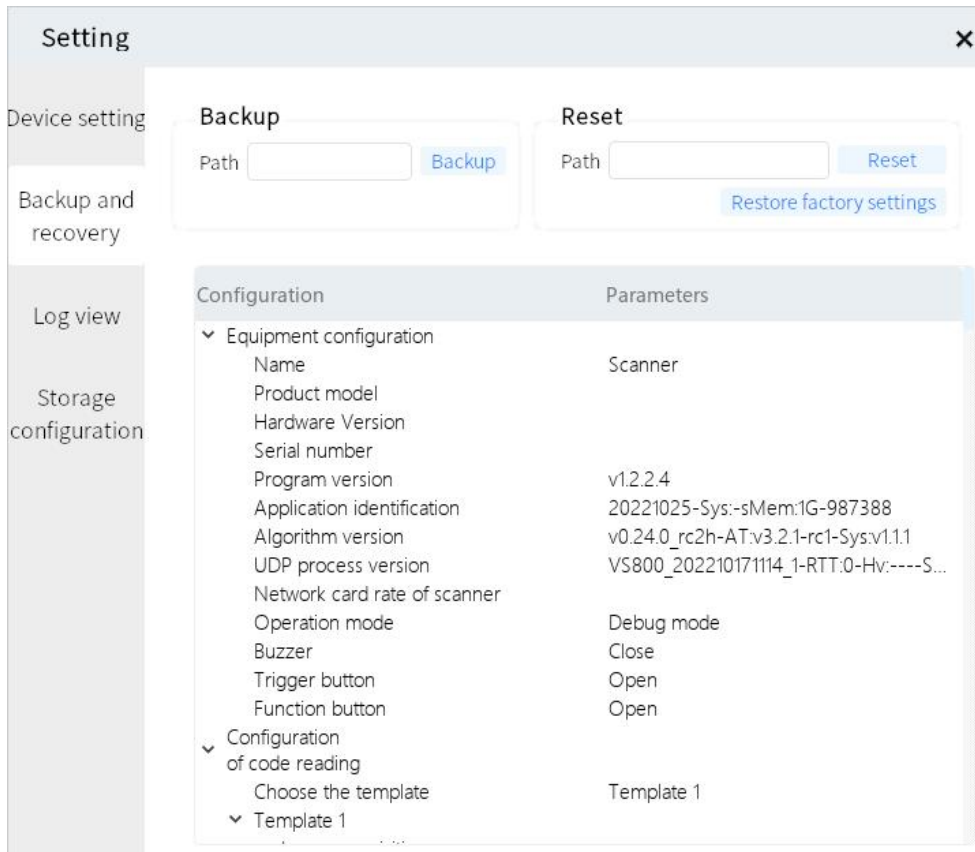 Setting
×
Device setting
Backup and
recovery
Log view
Storage
configuration
Backup
Path
Backup
Reset
Path
Reset
Restore factory settings
Configuration Parameters
Equipment configuration
Name Scanner
Product model
Hardware Version
Serial number
Program version v1.2.2.4
Application identification 20221025-Sys:-sMem:1G-987388
Algorithm version v0.24.0_rc2h-AT:v3.2.1-rc1-Sys:v1.1.1
UDP process version VS800_202210171114_1-RTT:0-Hv:----S...
Network card rate of scanner
Operation mode Debug mode
Buzzer Close
Trigger button Open
Function button Open
Configuration
of code reading
Choose the template Template 1
Template 1